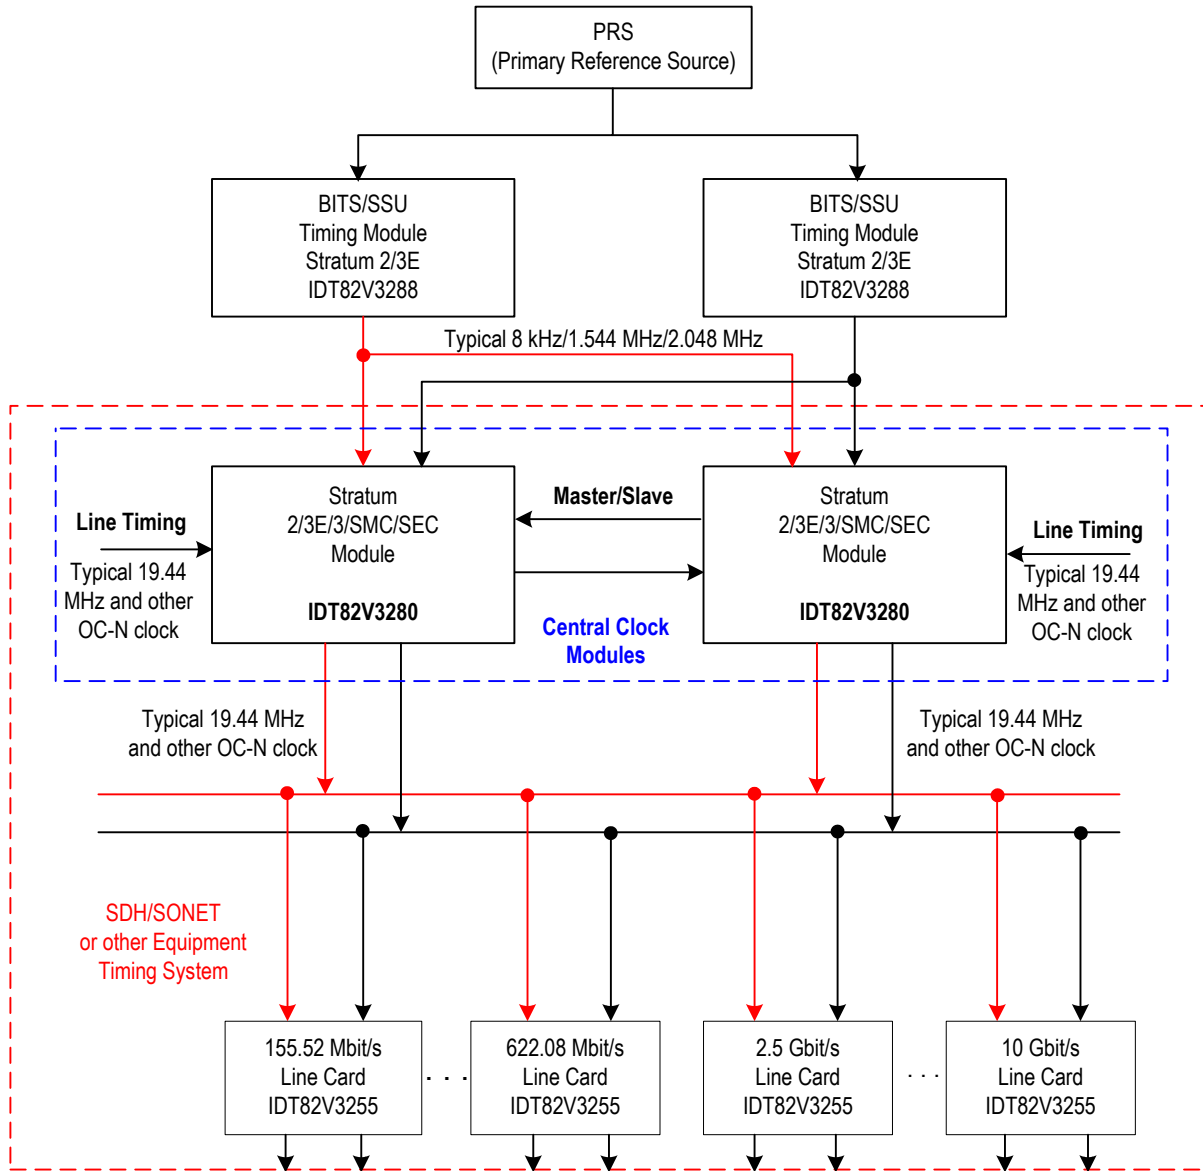 PRS
(Primary Reference Source)
BITS/SSU
Timing Module
Stratum 2/3E
IDT82V3288
BITS/SSU
Timing Module
Stratum 2/3E
IDT82V3288
Typical 8 kHz/1.544 MHz/2.048 MHz
Line Timing
Typical 19.44
MHz and other
OC-N clock
Stratum
2/3E/3/SMC/SEC
Module
IDT82V3280
Master/Slave
Central Clock
Modules
Stratum
2/3E/3/SMC/SEC
Module
IDT82V3280
Line Timing
Typical 19.44
MHz and other
OC-N clock
Typical 19.44 MHz
and other OC-N clock
Typical 19.44 MHz
and other OC-N clock
SDH/SONET
or other Equipment
Timing System
155.52 Mbit/s
Line Card
IDT82V3255
. . .
622.08 Mbit/s
Line Card
IDT82V3255
2.5 Gbit/s
Line Card
IDT82V3255
. . .
10 Gbit/s
Line Card
IDT82V3255